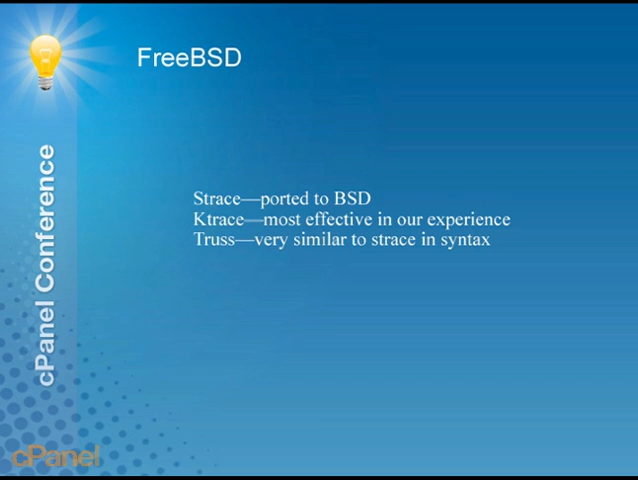 FreeBSD
Strace—ported to BSD
Ktrace—most effective in our experience
Truss—very similar to strace in syntax
cPanel Conference
cPanel